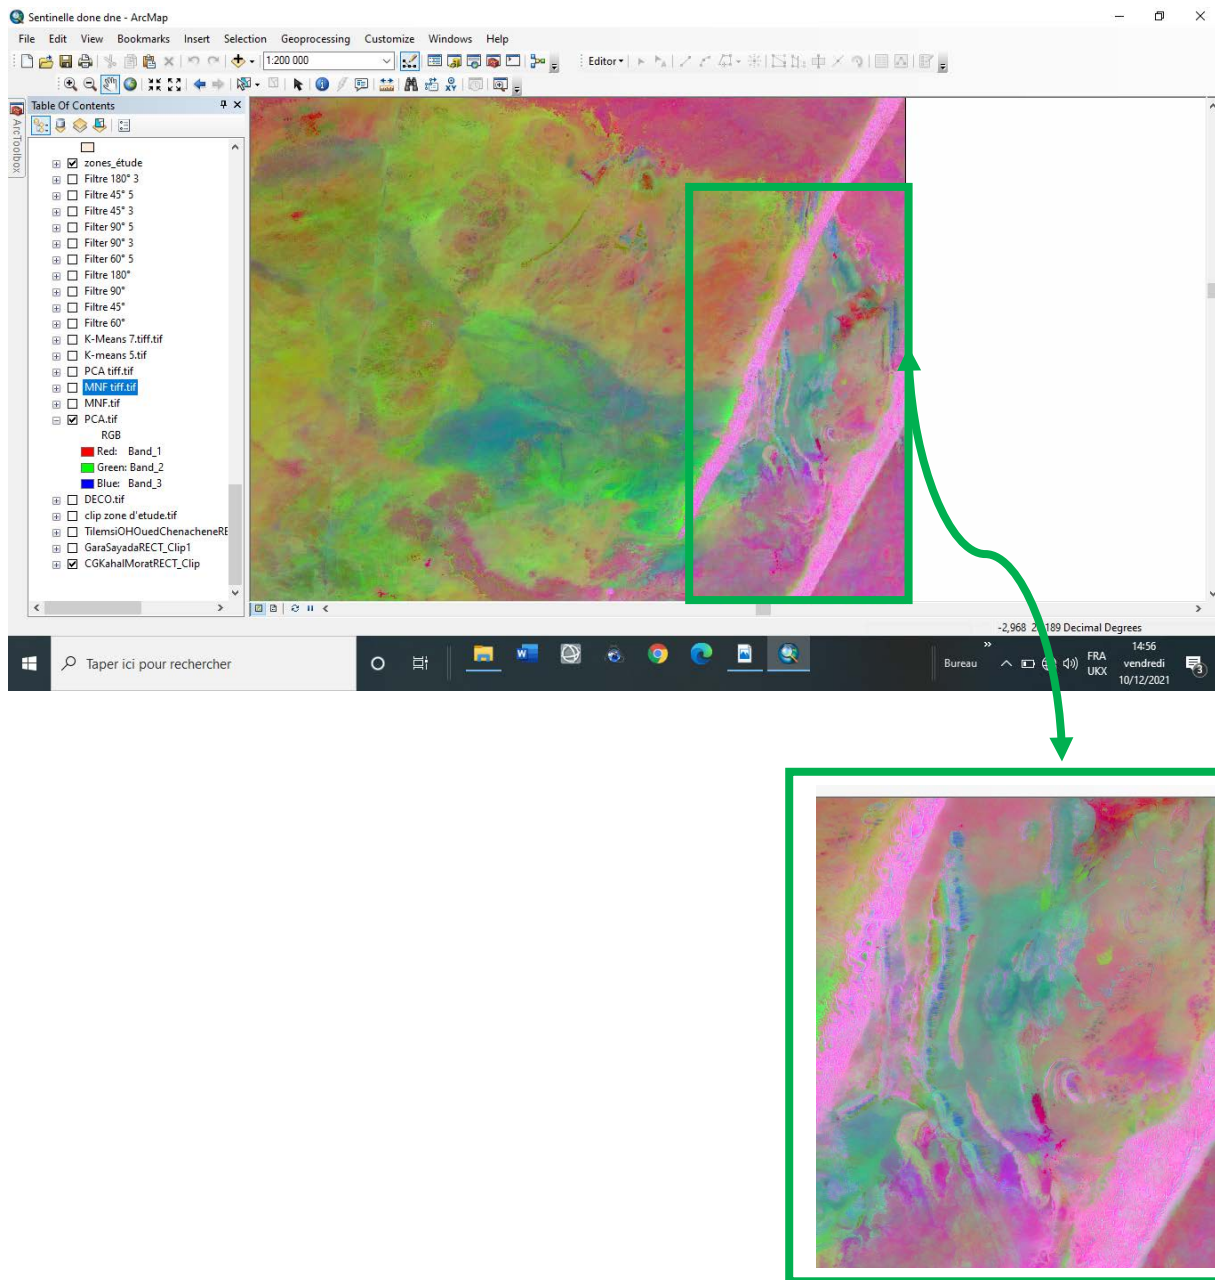 Sentinelle done dne - ArcMap
File Edit View Bookmarks Insert Selection Geoprocessing Customize Windows Help
1:200 000
Editor
Table Of Contents
ArcToolbox
zones_étude
Filtre 180° 3
Filtre 45° 5
Filtre 45° 3
Filter 90° 5
Filter 90° 3
Filter 60° 5
Filtre 180°
Filtre 90°
Filtre 45°
Filtre 60°
K-Means 7.tiff.tif
K-means 5.tif
PCA tiff.tif
MNF tiff.tif
MNF.tif
PCA.tif
RGB
Red: Band_1
Green: Band_2
Blue: Band_3
DECO.tif
clip zone d'etude.tif
TilemsiOHOuedChenacheneRE
GaraSayadaRECT_Clip1
CGKahalMoratRECT_Clip
-2,968 189 Decimal Degrees
Taper ici pour rechercher
Bureau
FRA
UKX
14:56
vendredi
10/12/2021
3